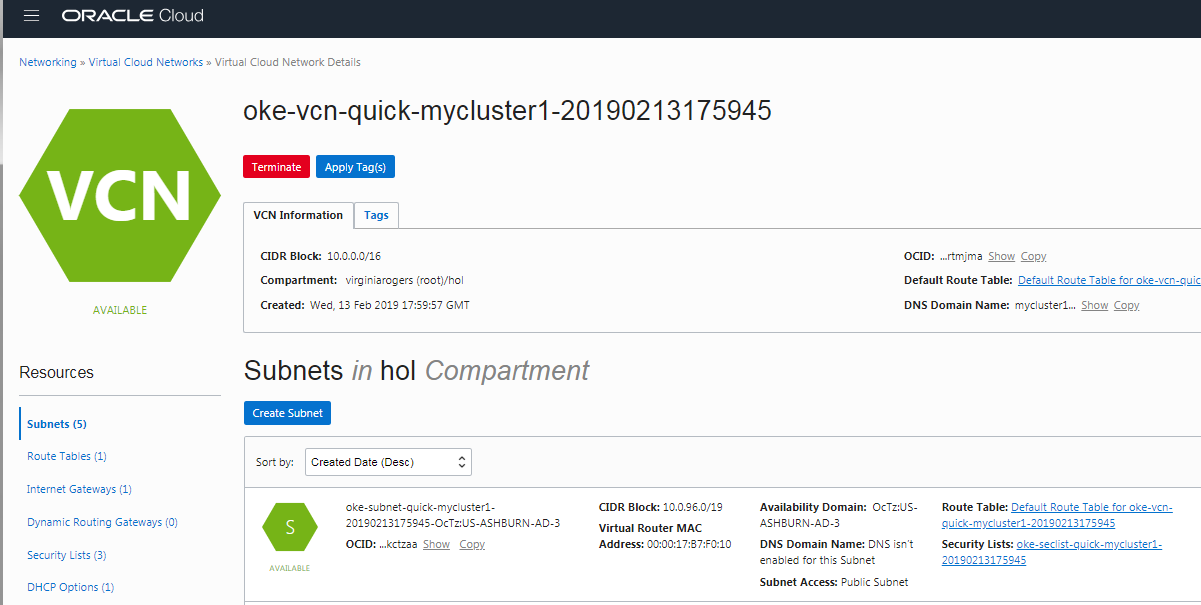 ORACLE Cloud
Networking » Virtual Cloud Networks » Virtual Cloud Network Details
VCN
AVAILABLE
oke-vcn-quick-mycluster1-20190213175945
Terminate
Apply Tag(s)
VCN Information
Tags
CIDR Block: 10.0.0.0/16
Compartment: virginiarogers (root)/hol
Created: Wed, 13 Feb 2019 17:59:57 GMT
OCID: ...rtmjma Show Copy
Default Route Table: Default Route Table for oke-vcn-quic
DNS Domain Name: mycluster1... Show Copy
Resources
Subnets (5)
Route Tables (1)
Internet Gateways (1)
Dynamic Routing Gateways (0)
Security Lists (3)
DHCP Options (1)
Subnets in hol Compartment
Create Subnet
Sort by: Created Date (Desc)
S
AVAILABLE
oke-subnet-quick-mycluster1-
20190213175945-OcTz:US-ASHBURN-AD-3
OCID: ...kctzaa Show Copy
CIDR Block: 10.0.96.0/19
Virtual Router MAC
Address: 00:00:17:B7:F0:10
Availability Domain: OcTz:US-
ASHBURN-AD-3
DNS Domain Name: DNS isn't
enabled for this Subnet
Subnet Access: Public Subnet
Route Table: Default Route Table for oke-vcn-
quick-mycluster1-20190213175945
Security Lists: oke-seclist-quick-mycluster1-
20190213175945